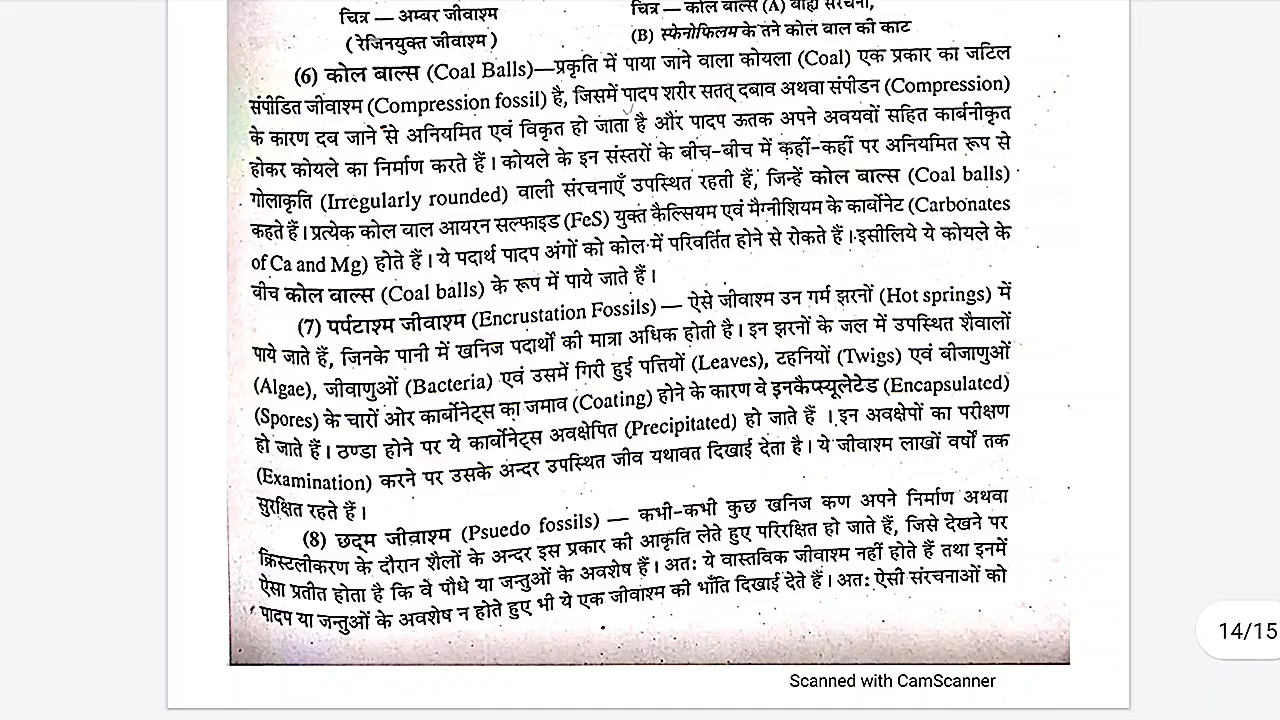 चित्र — अम्बर जीवाश्म
(रेजिनयुक्त जीवाश्म)
चित्र — कोल बाल्स (A) बाह्य संरचना,
(B) स्फेनोफिलम के तने कोल बाल की काट
(6) कोल बाल्स (Coal Balls)—प्रकृति में पाया जाने वाला कोयला (Coal) एक प्रकार का जटिल
संपीडित जीवाश्म (Compression fossil) है, जिसमें पादप शरीर सतत् दबाव अथवा संपीडन (Compression)
के कारण दब जाने से अनियमित एवं विकृत हो जाता है और पादप ऊतक अपने अवयवों सहित कार्बनीकृत
होकर कोयले का निर्माण करते हैं। कोयले के इन संस्तरों के बीच-बीच में कहीं-कहीं पर अनियमित रूप से
गोलाकृति (Irregularly rounded) वाली संरचनाएँ उपस्थित रहती हैं, जिन्हें कोल बाल्स (Coal balls)
कहते हैं। प्रत्येक कोल बाल आयरन सल्फाइड (FeS) युक्त कैल्सियम एवं मैग्नीशियम के कार्बोनेट (Carbonates
of Ca and Mg) होते हैं। ये पदार्थ पादप अंगों को कोल में परिवर्तित होने से रोकते हैं। इसीलिये ये कोयले के
बीच कोल बाल्स (Coal balls) के रूप में पाये जाते हैं।
(7) पर्पटाश्म जीवाश्म (Encrustation Fossils) — ऐसे जीवाश्म उन गर्म झरनों (Hot springs) में
पाये जाते हैं, जिनके पानी में खनिज पदार्थों की मात्रा अधिक होती है। इन झरनों के जल में उपस्थित शैवालों
(Algae), जीवाणुओं (Bacteria) एवं उसमें गिरी हुई पत्तियों (Leaves), टहनियों (Twigs) एवं बीजाणुओं
(Spores) के चारों ओर कार्बोनेट्स का जमाव (Coating) होने के कारण वे इनकैप्स्यूलेटेड (Encapsulated)
हो जाते हैं। ठण्डा होने पर ये कार्बोनेट्स अवक्षेपित (Precipitated) हो जाते हैं । इन अवक्षेपों का परीक्षण
(Examination) करने पर उसके अन्दर उपस्थित जीव यथावत दिखाई देता है। ये जीवाश्म लाखों वर्षों तक
सुरक्षित रहते हैं।
(8) छद्म जीवाश्म (Psuedo fossils) — कभी-कभी कुछ खनिज कण अपने निर्माण अथवा
क्रिस्टलीकरण के दौरान शैलों के अन्दर इस प्रकार की आकृति लेते हुए परिरक्षित हो जाते हैं, जिसे देखने पर
ऐसा प्रतीत होता है कि वे पौधे या जन्तुओं के अवशेष हैं। अतः ये वास्तविक जीवाश्म नहीं होते हैं तथा इनमें
पादप या जन्तुओं के अवशेष न होते हुए भी ये एक जीवाश्म की भाँति दिखाई देते हैं। अतः ऐसी संरचनाओं को
14/15
Scanned with CamScanner